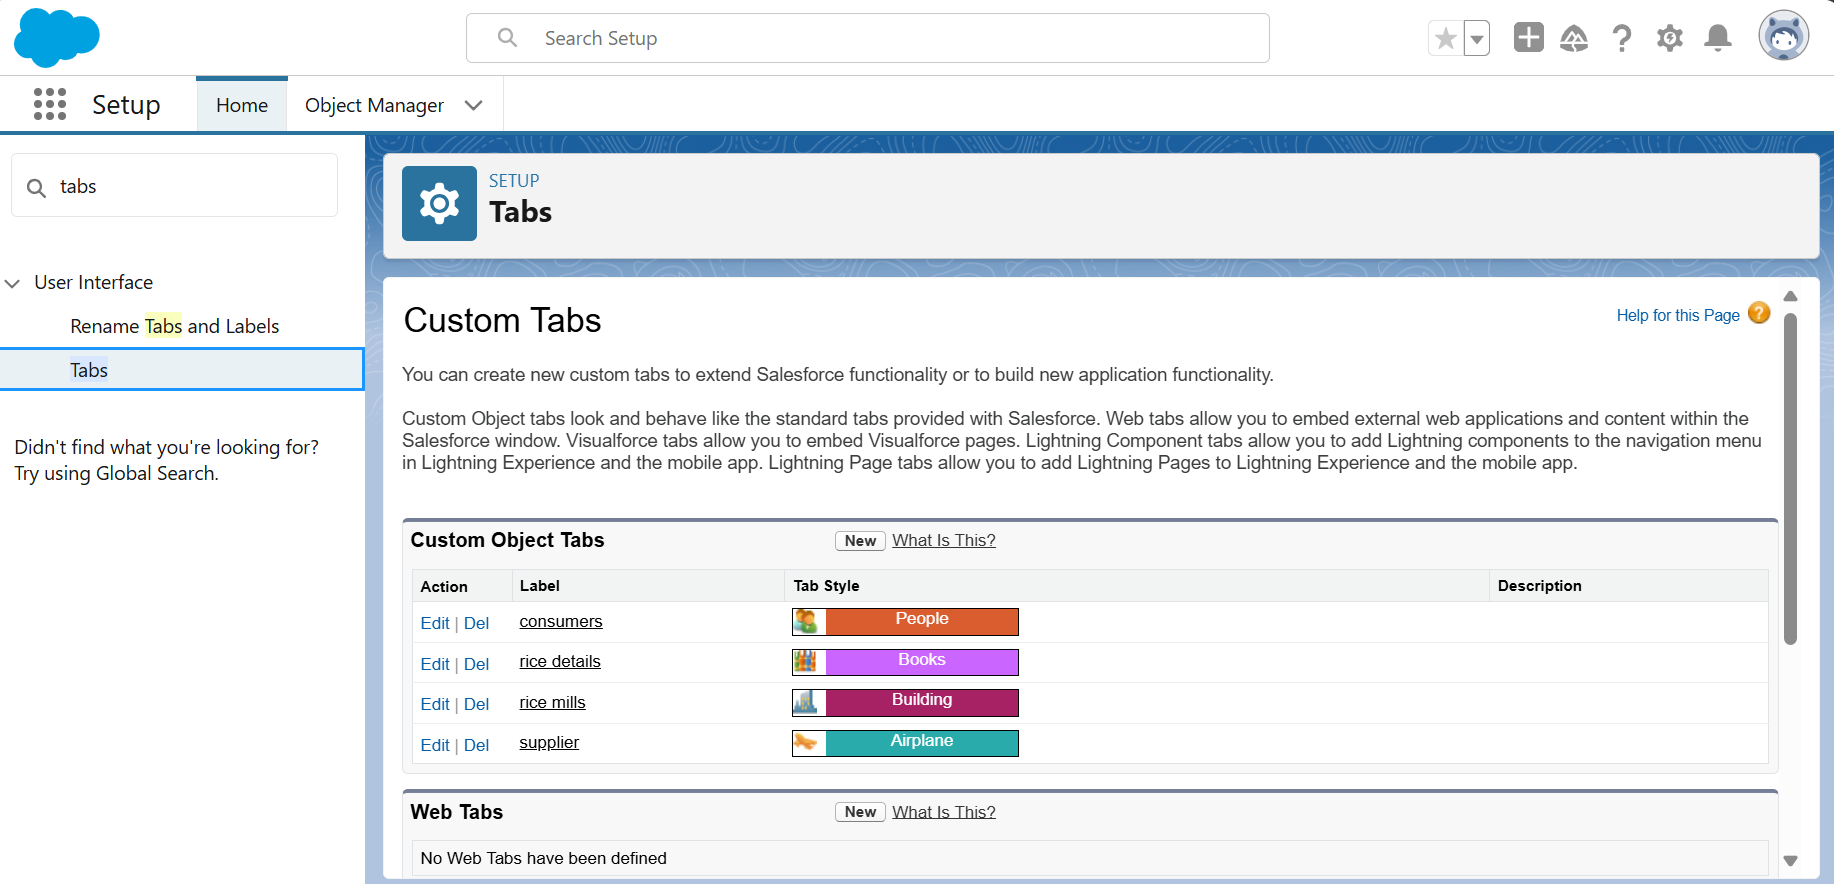 Search Setup
Setup
Home
Object Manager
tabs
User Interface
Rename Tabs and Labels
Tabs
Didn't find what you're looking for?
Try using Global Search.
SETUP
Tabs
Custom Tabs
Help for this Page ?
You can create new custom tabs to extend Salesforce functionality or to build new application functionality.
Custom Object tabs look and behave like the standard tabs provided with Salesforce. Web tabs allow you to embed external web applications and content within the
Salesforce window. Visualforce tabs allow you to embed Visualforce pages. Lightning Component tabs allow you to add Lightning components to the navigation menu
in Lightning Experience and the mobile app. Lightning Page tabs allow you to add Lightning Pages to Lightning Experience and the mobile app.
Custom Object Tabs New What Is This?
Action Label Tab Style Description
Edit | Del consumers People
Edit | Del rice details Books
Edit | Del rice mills Building
Edit | Del supplier Airplane
Web Tabs New What Is This?
No Web Tabs have been defined